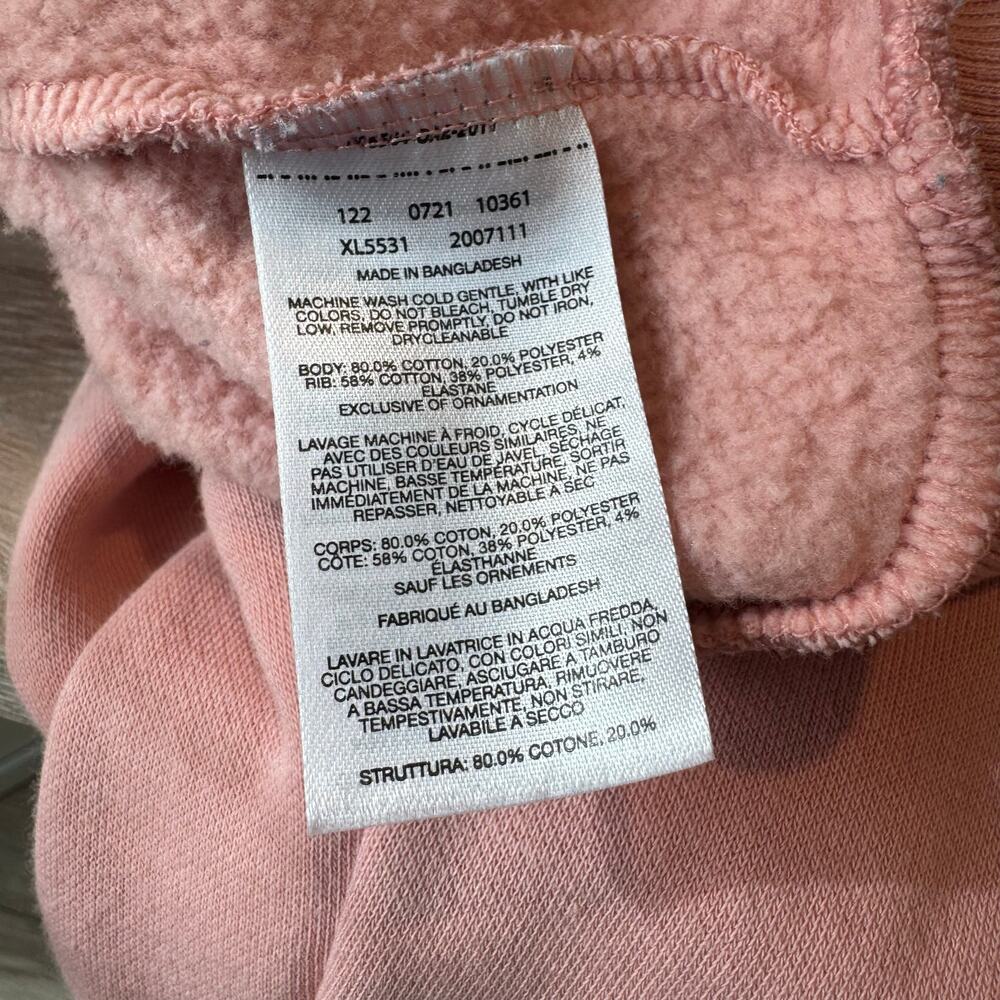 122 0721 10361
XL5531 2007111
MADE IN BANGLADESH
MACHINE WASH COLD GENTLE, WITH LIKE
COLORS, DO NOT BLEACH, TUMBLE DRY
LOW, REMOVE PROMPTLY, DO NOT IRON,
DRYCLEANABLE
BODY: 80.0% COTTON, 20.0% POLYESTER
RIB: 58% COTTON, 38% POLYESTER, 4%
ELASTANE
EXCLUSIVE OF ORNAMENTATION
LAVAGE MACHINE À FROID, CYCLE DÉLICAT,
AVEC DES COULEURS SIMILAIRES, NE
PAS UTILISER D'EAU DE JAVEL, SÉCHAGE
MACHINE, BASSE TEMPÉRATURE, SORTIR
IMMÉDIATEMENT DE LA MACHINE, NE PAS
REPASSER, NETTOYABLE À SEC
CORPS: 80.0% COTON, 20.0% POLYESTER
CÔTE: 58% COTON, 38% POLYESTER, 4%
ÉLASTHANNE
SAUF LES ORNEMENTS
FABRIQUÉ AU BANGLADESH
LAVARE IN LAVATRICE IN ACQUA FREDDA,
CICLO DELICATO, CON COLORI SIMILI, NON
CANDEGGIARE, ASCIUGARE A TAMBURO
A BASSA TEMPERATURA, RIMUOVERE
TEMPESTIVAMENTE, NON STIRARE,
LAVABILE A SECCO
STRUTTURA: 80.0% COTONE, 20.0%